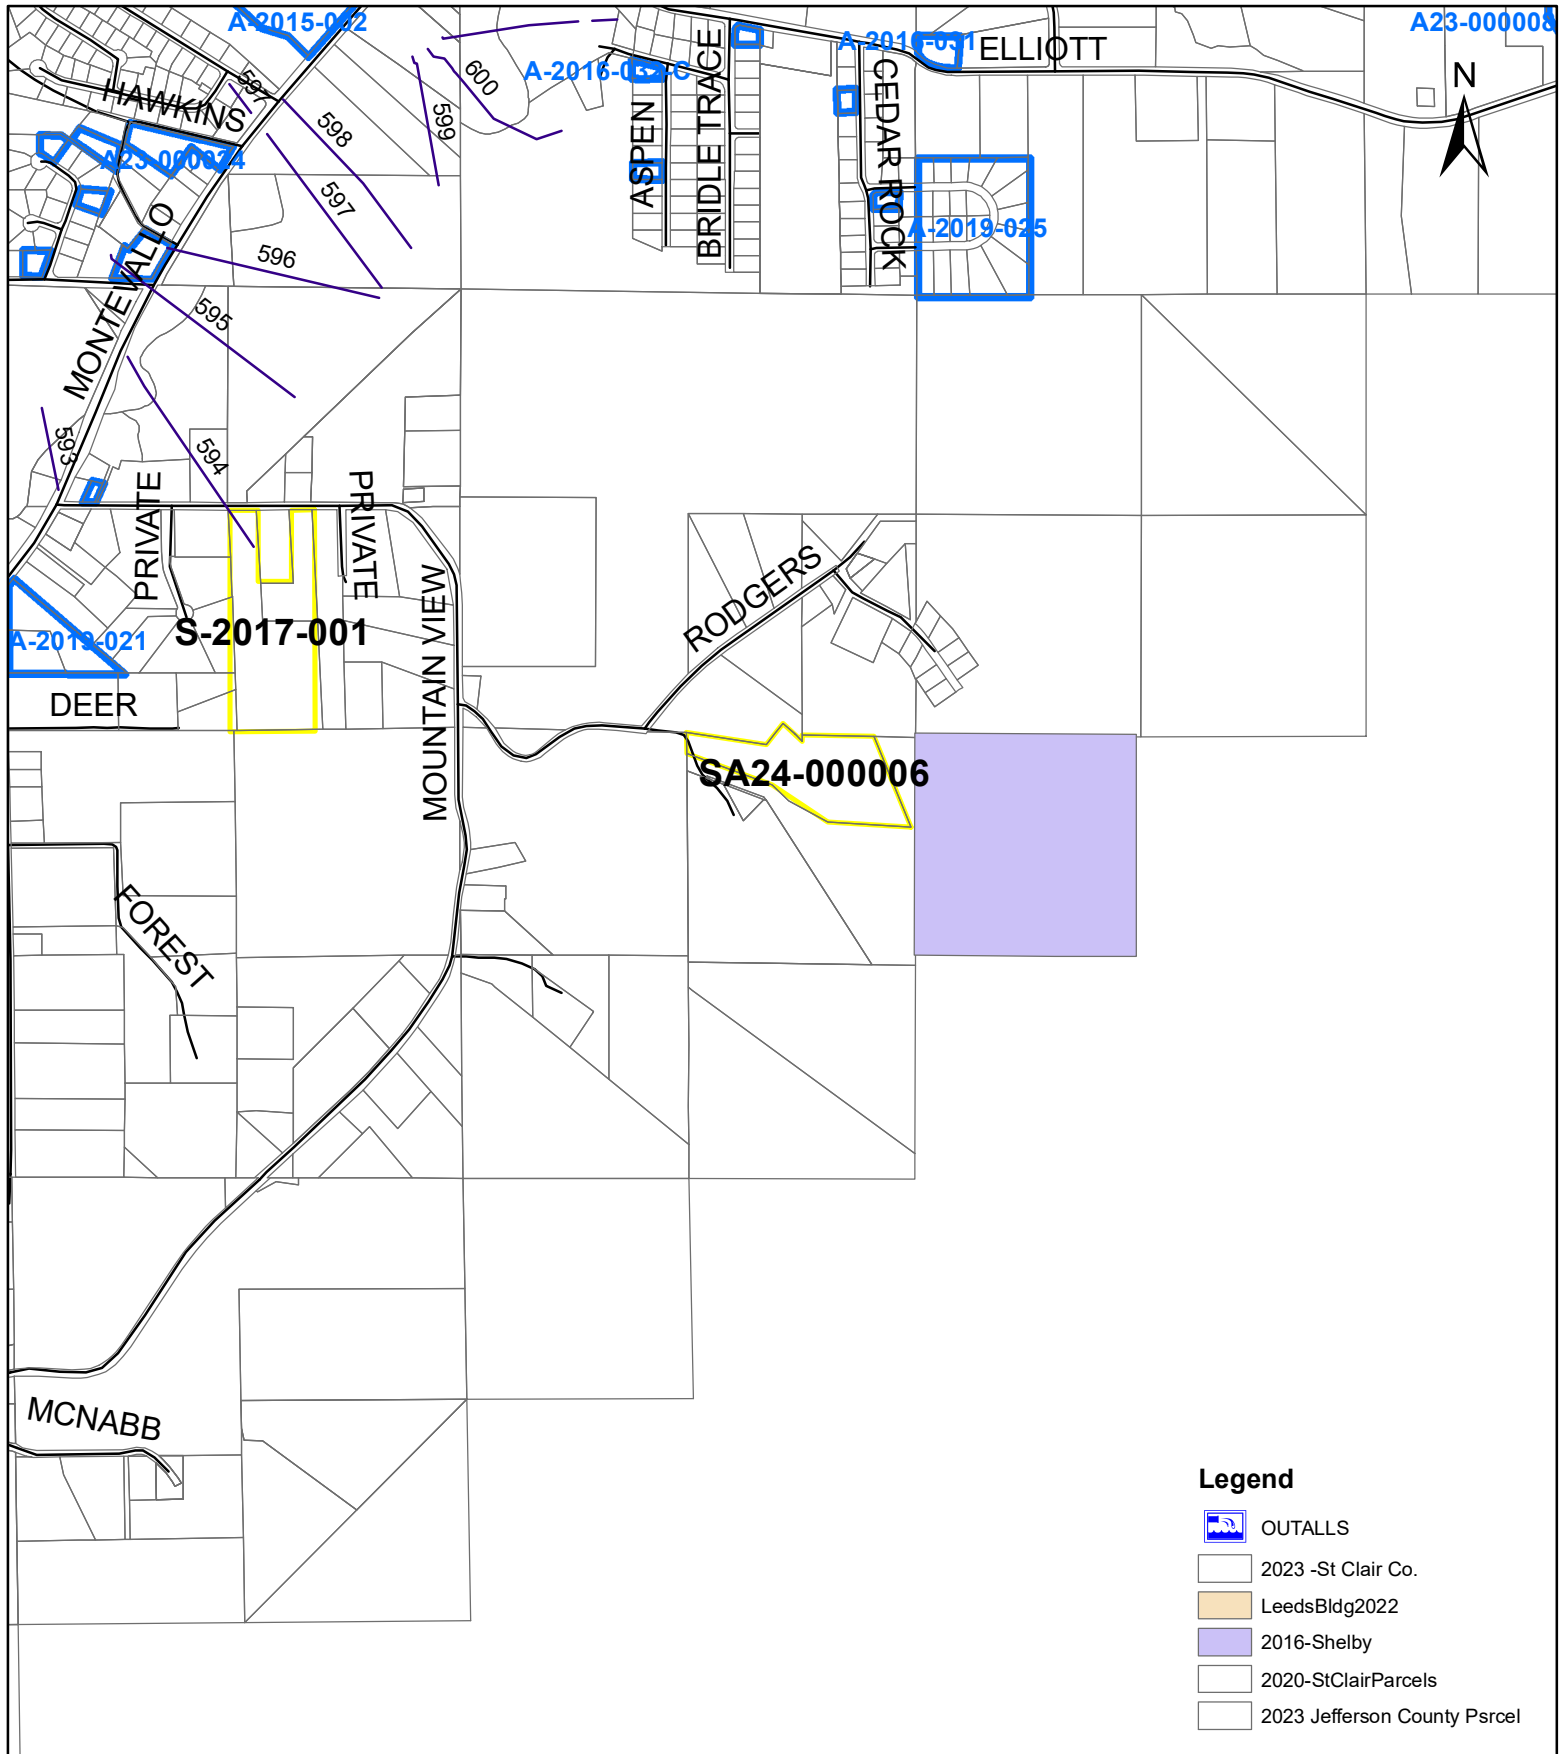 A-2015-002
A23-000008
A-2016-031
ELLIOTT
N
600
A-2016-032-C
BRIDLE TRACE
CEDAR ROCK
597
HAWKINS
598
599
ASPEN
A23-000024
597
MONTEVALLO
596
A-2019-025
595
593
594
PRIVATE
PRIVATE
RODGERS
MOUNTAIN VIEW
A-2019-021
S-2017-001
DEER
SA24-000006
FOREST
MCNABB
Legend
OUTALLS
2023 -St Clair Co.
LeedsBldg2022
2016-Shelby
2020-StClairParcels
2023 Jefferson County Psrcel